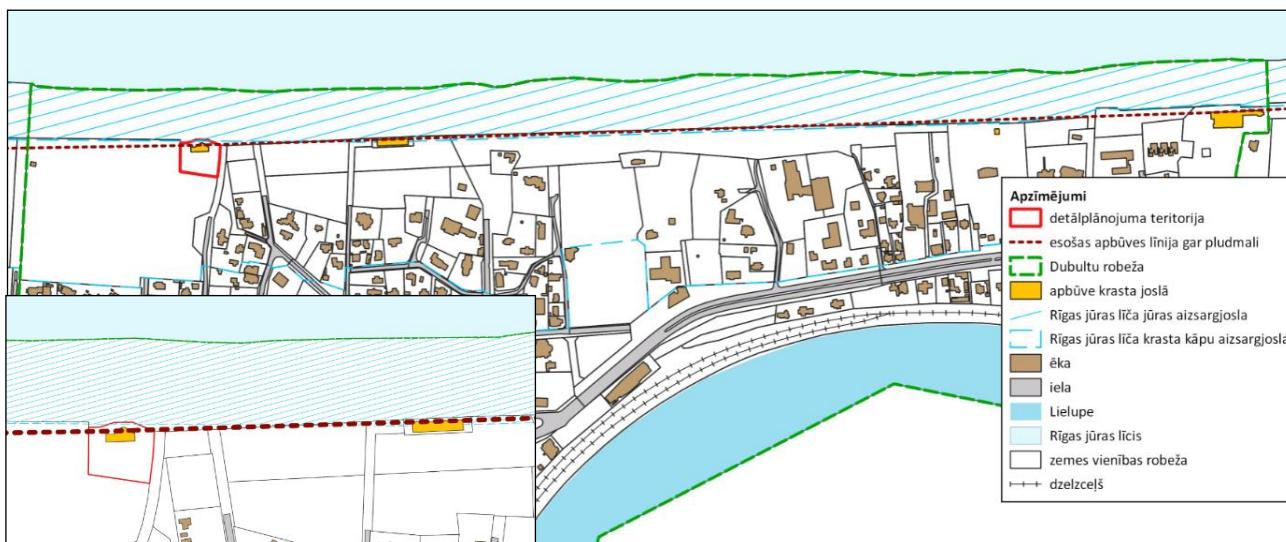 Apzīmējumi
detālplānojuma teritorija
esošas apbūves līnija gar pludmali
Dubultu robeža
apbūve krasta joslā
Rīgas jūras līča jūras aizsargjosla
Rīgas jūras līča krasta kāpu aizsargjosla
ēka
iela
Lielupe
Rīgas jūras līcis
zemes vienības robeža
dzelzceļš